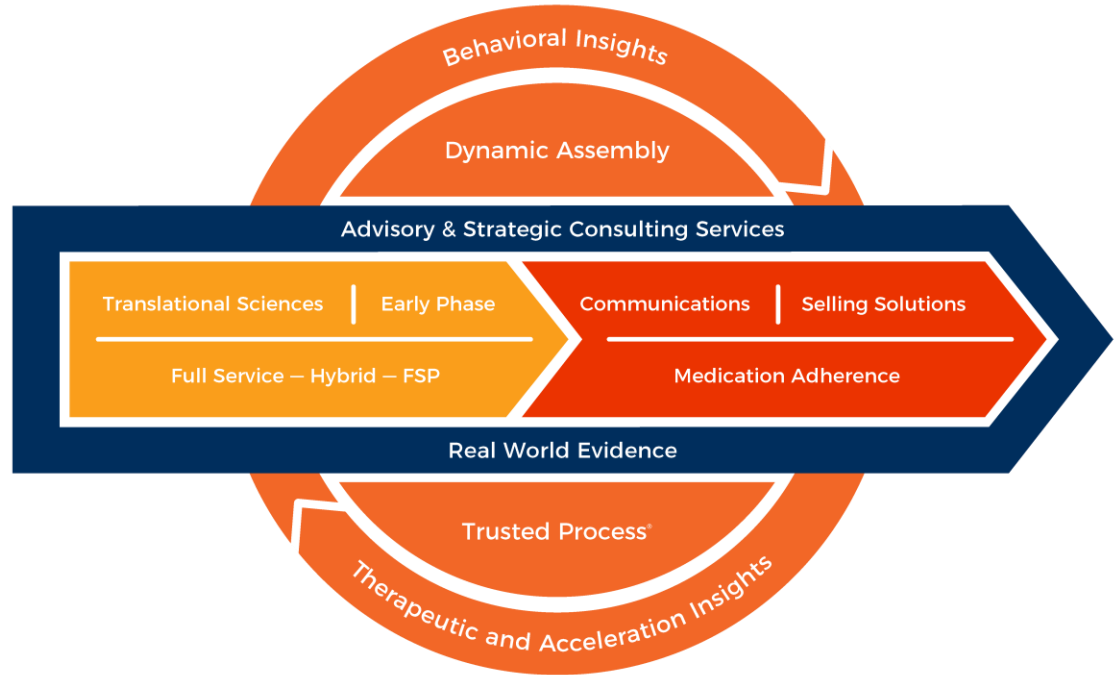 Behavioral Insights
Dynamic Assembly
Advisory & Strategic Consulting Services
Translational Sciences
Early Phase
Full Service — Hybrid — FSP
Communications
Selling Solutions
Medication Adherence
Real World Evidence
Trusted Process®
Therapeutic and Acceleration Insights